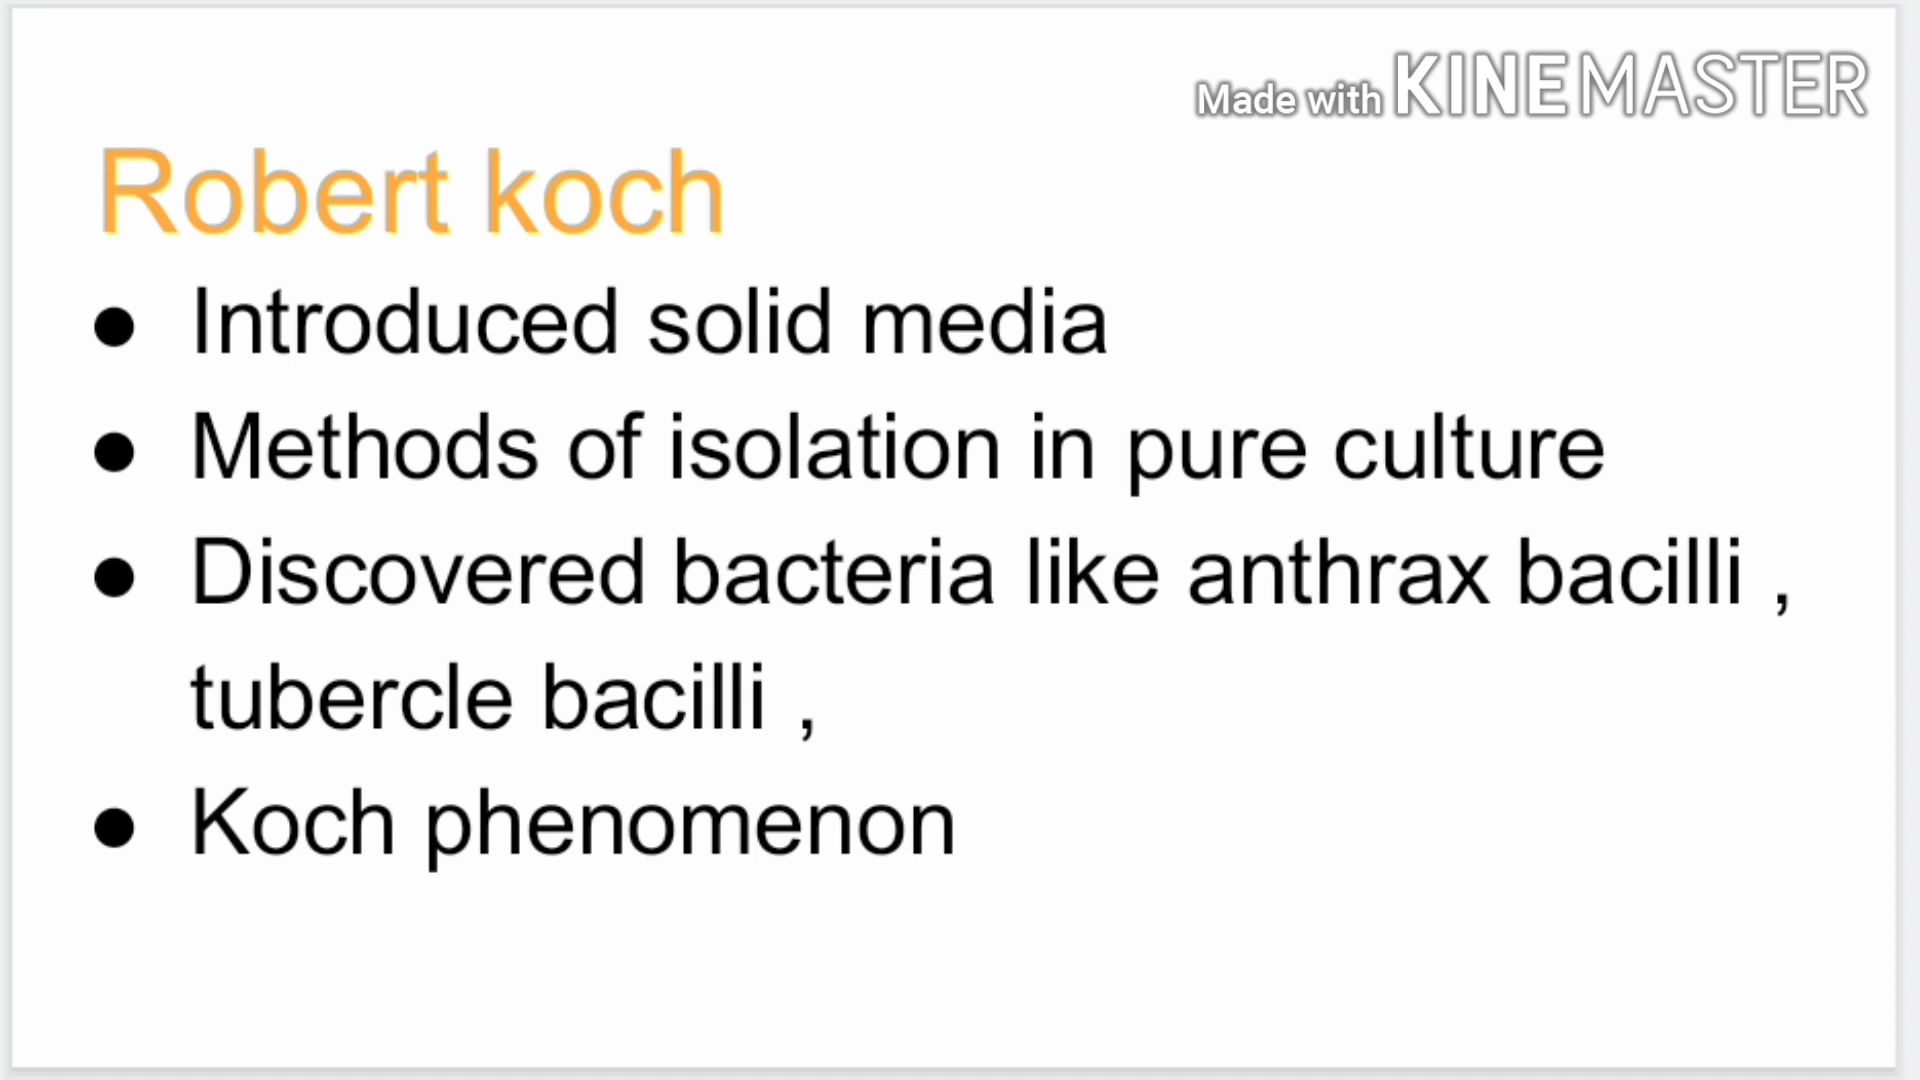 Made with KINEMASTER
Robert koch
● Introduced solid media
● Methods of isolation in pure culture
● Discovered bacteria like anthrax bacilli ,
tubercle bacilli ,
● Koch phenomenon